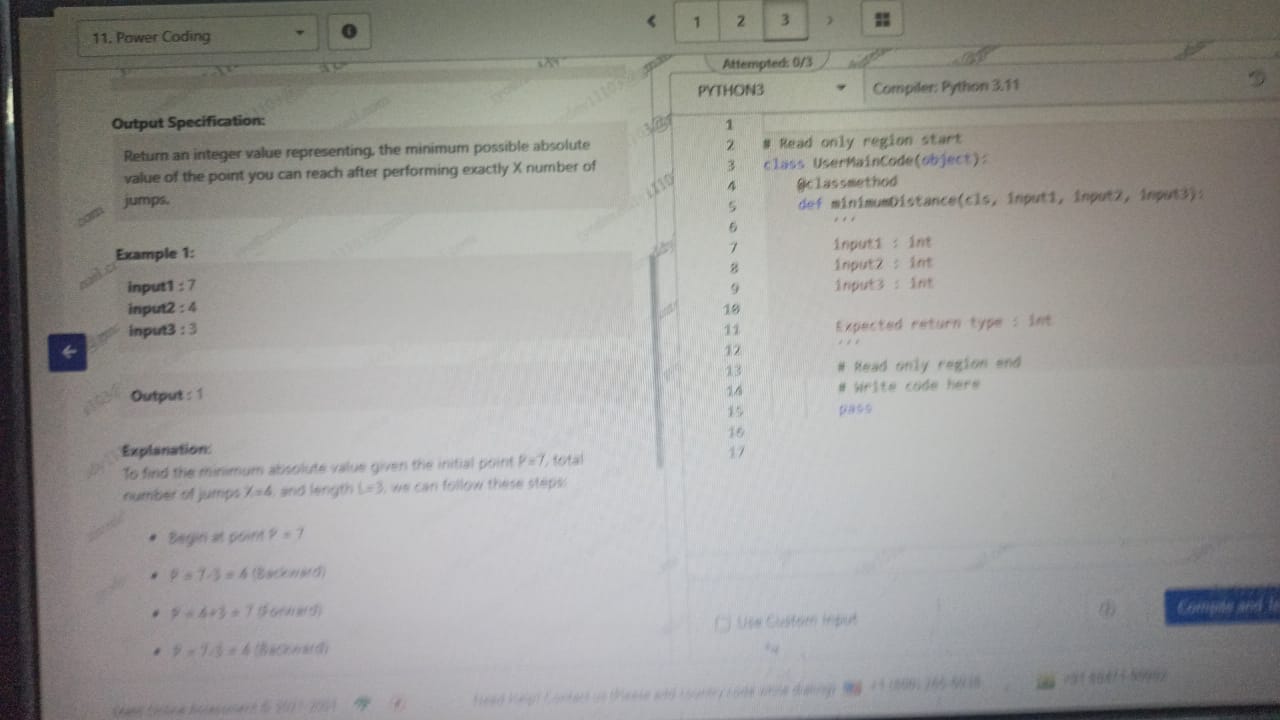 11. Power Coding
1 2 3
Attempted: 0/3
PYTHON3
Compiler: Python 3.11
Output Specification:
Return an integer value representing, the minimum possible absolute
value of the point you can reach after performing exactly X number of
jumps.
Example 1:
input1 : 7
input2 : 4
input3 : 3
Output : 1
Explanation:
To find the minimum absolute value given the initial point P=7, total
number of jumps X=4, and length L=3, we can follow these steps:
• Begin at point P = 7
• P = 7-3 = 4 (Backward)
• P = 4+3 = 7 (Forward)
• P = 7-3 = 4 (Backward)
1
2 # Read only region start
3 class UserMainCode(object):
4 @classmethod
5 def minimumDistance(cls, input1, input2, input3):
6 '''
7 input1 : int
8 input2 : int
9 input3 : int
10
11 Expected return type : int
12 '''
13 # Read only region end
14 # Write code here
15 pass
16
17
Use Custom Input
Compile and
Need Help? Contact us (Please add country code while dialing)